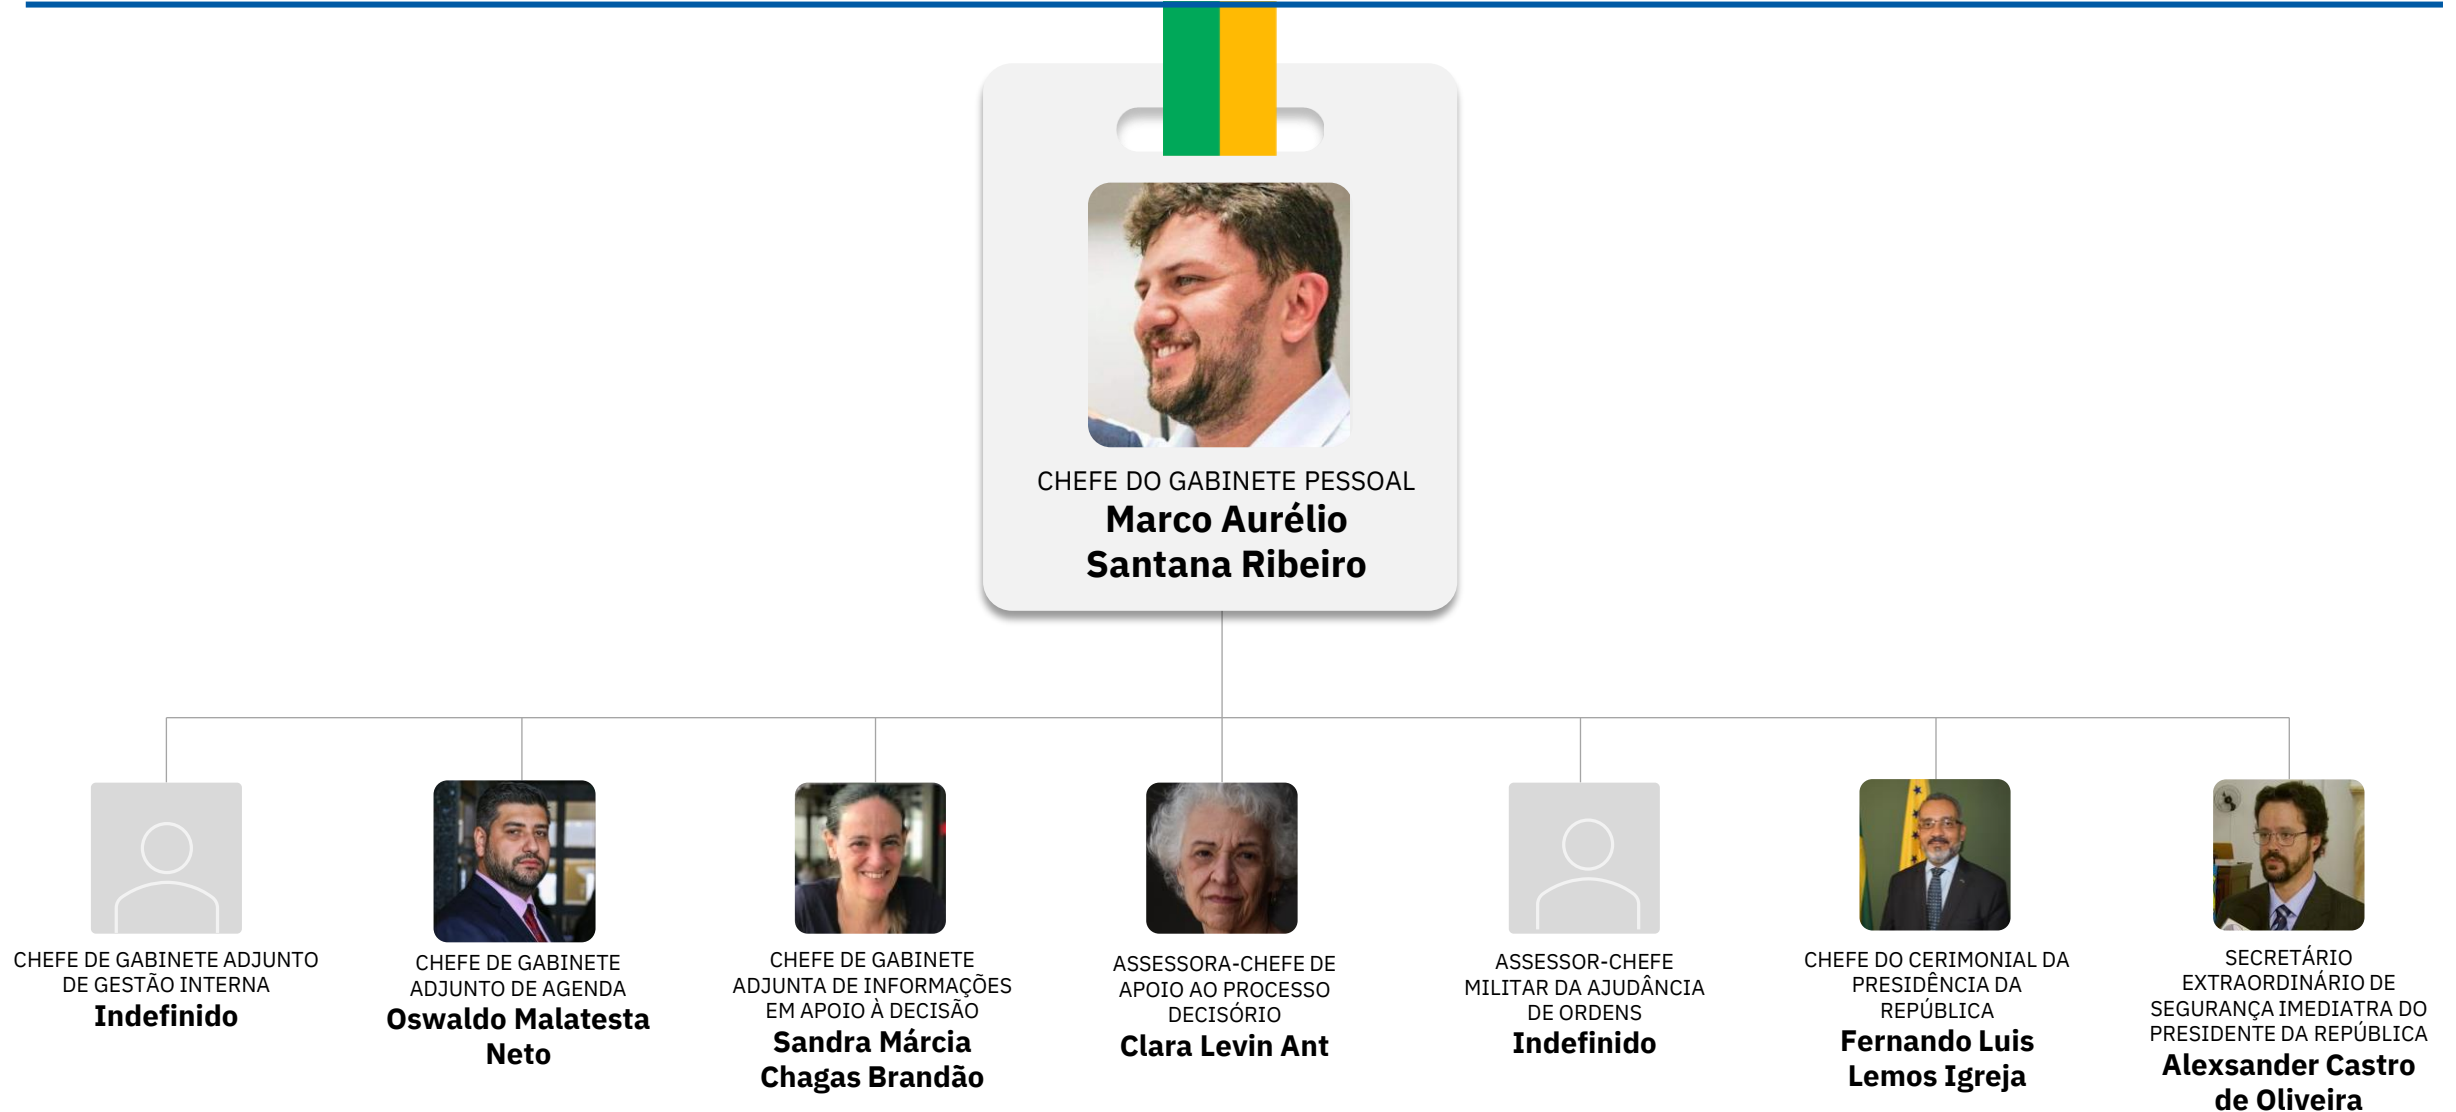 CHEFE DO GABINETE PESSOAL
Marco Aurélio
Santana Ribeiro
CHEFE DE GABINETE ADJUNTO
DE GESTÃO INTERNA
Indefinido
CHEFE DE GABINETE
ADJUNTO DE AGENDA
Oswaldo Malatesta
Neto
CHEFE DE GABINETE
ADJUNTA DE INFORMAÇÕES
EM APOIO À DECISÃO
Sandra Márcia
Chagas Brandão
ASSESSORA-CHEFE DE
APOIO AO PROCESSO
DECISÓRIO
Clara Levin Ant
ASSESSOR-CHEFE
MILITAR DA AJUDÂNCIA
DE ORDENS
Indefinido
CHEFE DO CERIMONIAL DA
PRESIDÊNCIA DA
REPÚBLICA
Fernando Luis
Lemos Igreja
SECRETÁRIO
EXTRAORDINÁRIO DE
SEGURANÇA IMEDIATRA DO
PRESIDENTE DA REPÚBLICA
Alexsander Castro
de Oliveira